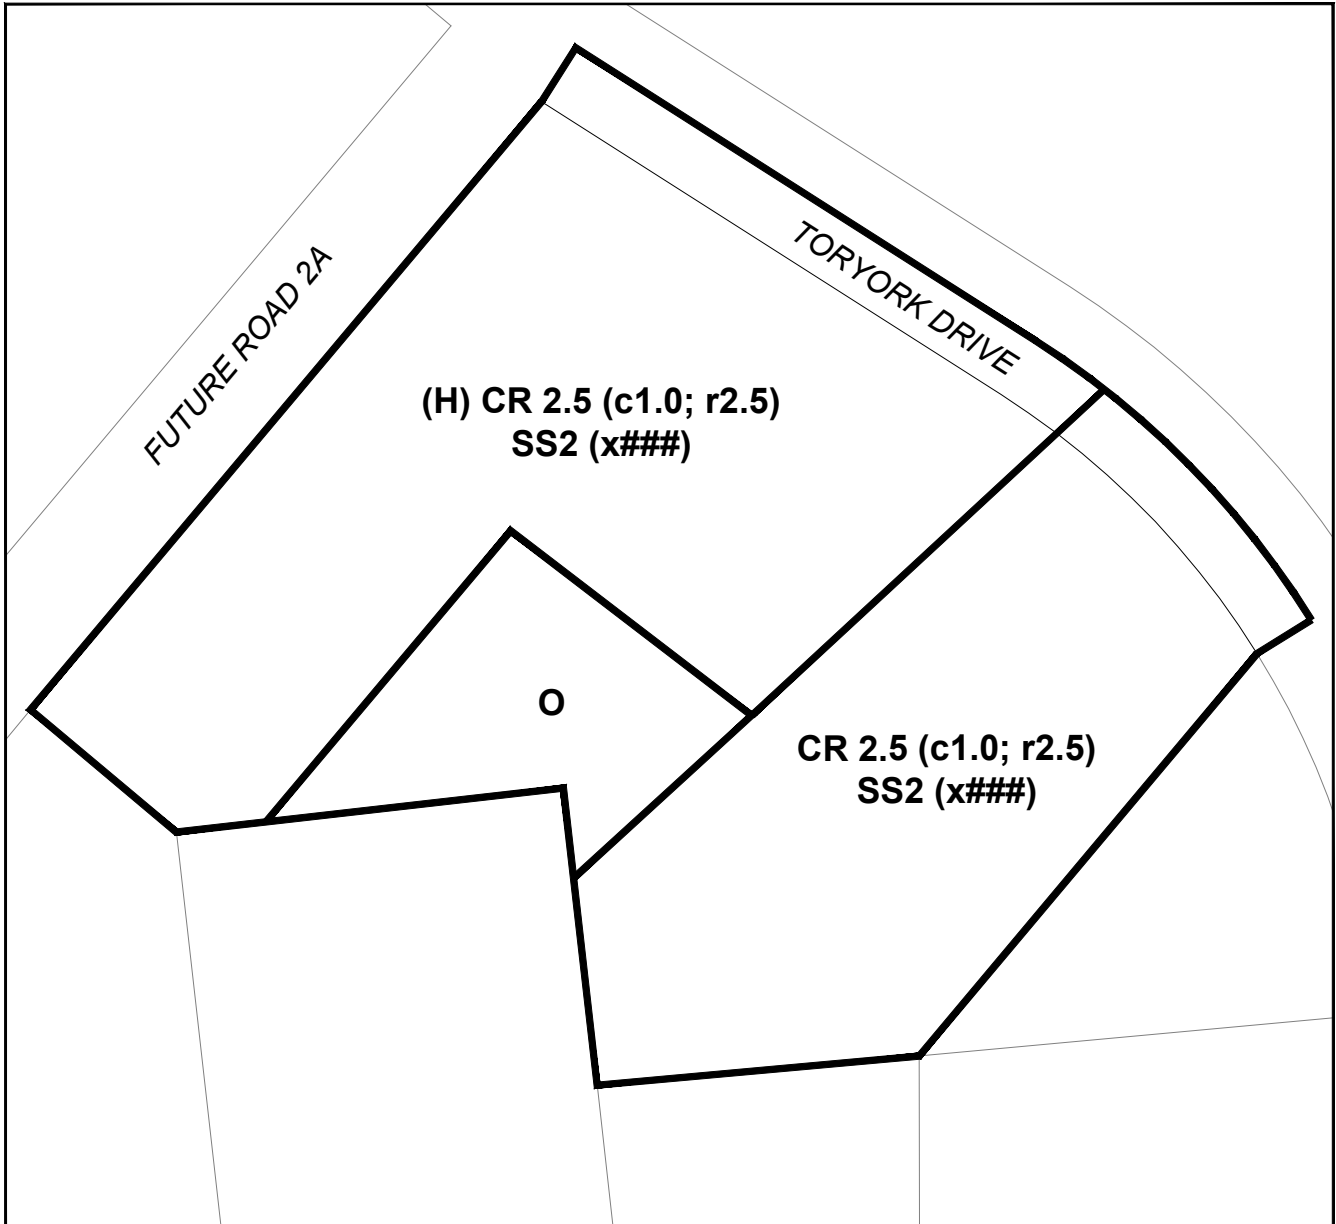 TORYORK DRIVE
FUTURE ROAD 2A
(H) CR 2.5 (c1.0; r2.5)
SS2 (x###)
O
CR 2.5 (c1.0; r2.5)
SS2 (x###)